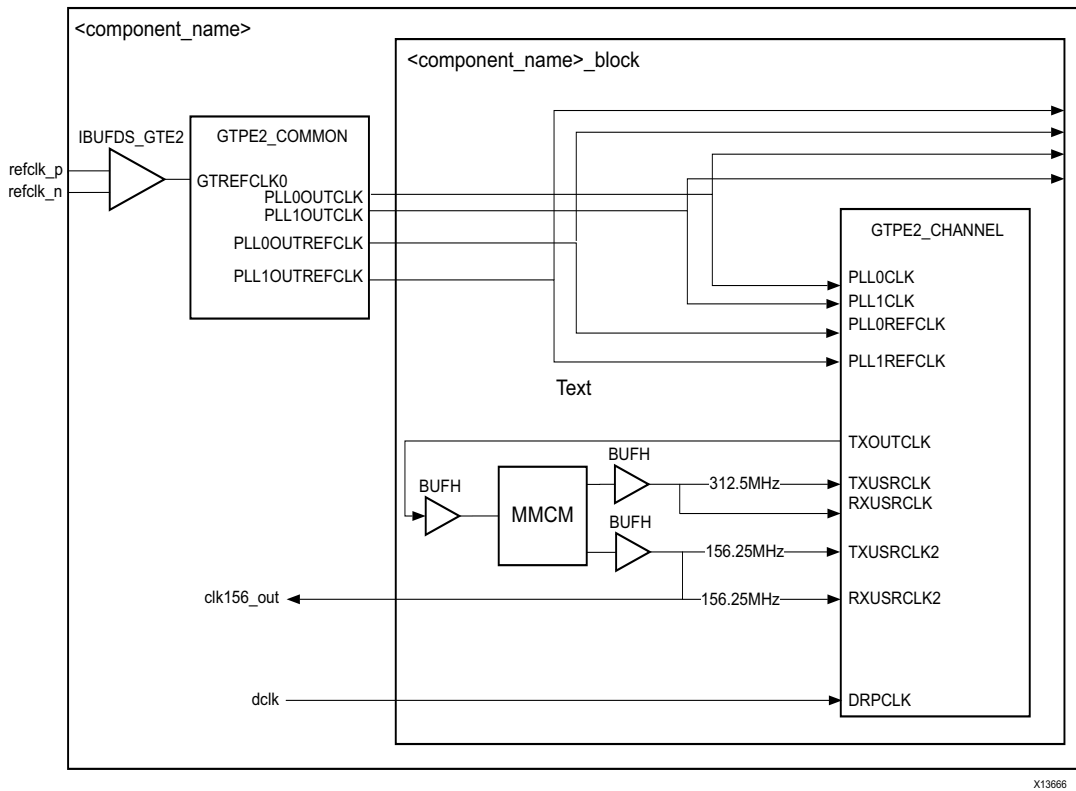 <component_name>
<component_name>_block
IBUFDS_GTE2
GTPE2_COMMON
refclk_p
refclk_n
GTREFCLK0
PLL0OUTCLK
PLL1OUTCLK
PLL0OUTREFCLK
PLL1OUTREFCLK
GTPE2_CHANNEL
PLL0CLK
PLL1CLK
PLL0REFCLK
PLL1REFCLK
Text
TXOUTCLK
BUFH
BUFH
MMCM
312.5MHz
TXUSRCLK
RXUSRCLK
BUFH
156.25MHz
TXUSRCLK2
clk156_out
156.25MHz
RXUSRCLK2
dclk
DRPCLK
X13666